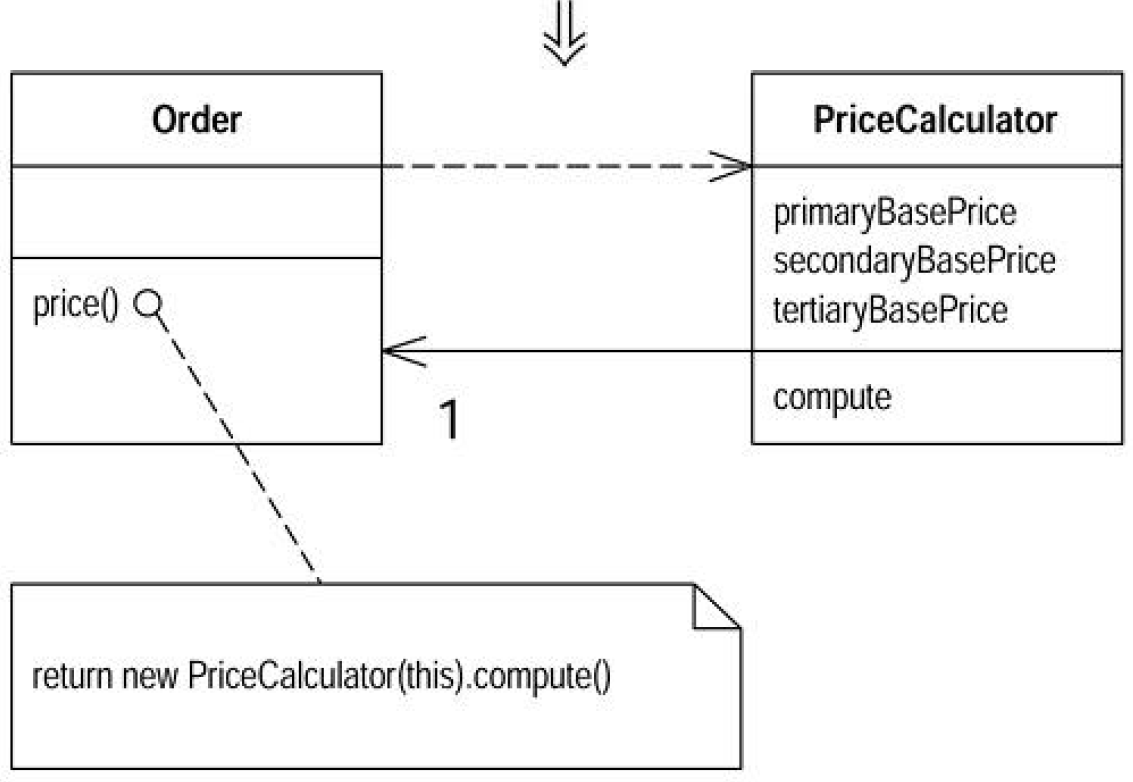 Order
PriceCalculator
primaryBasePrice
secondaryBasePrice
tertiaryBasePrice
price()
1
compute
return new PriceCalculator(this).compute()